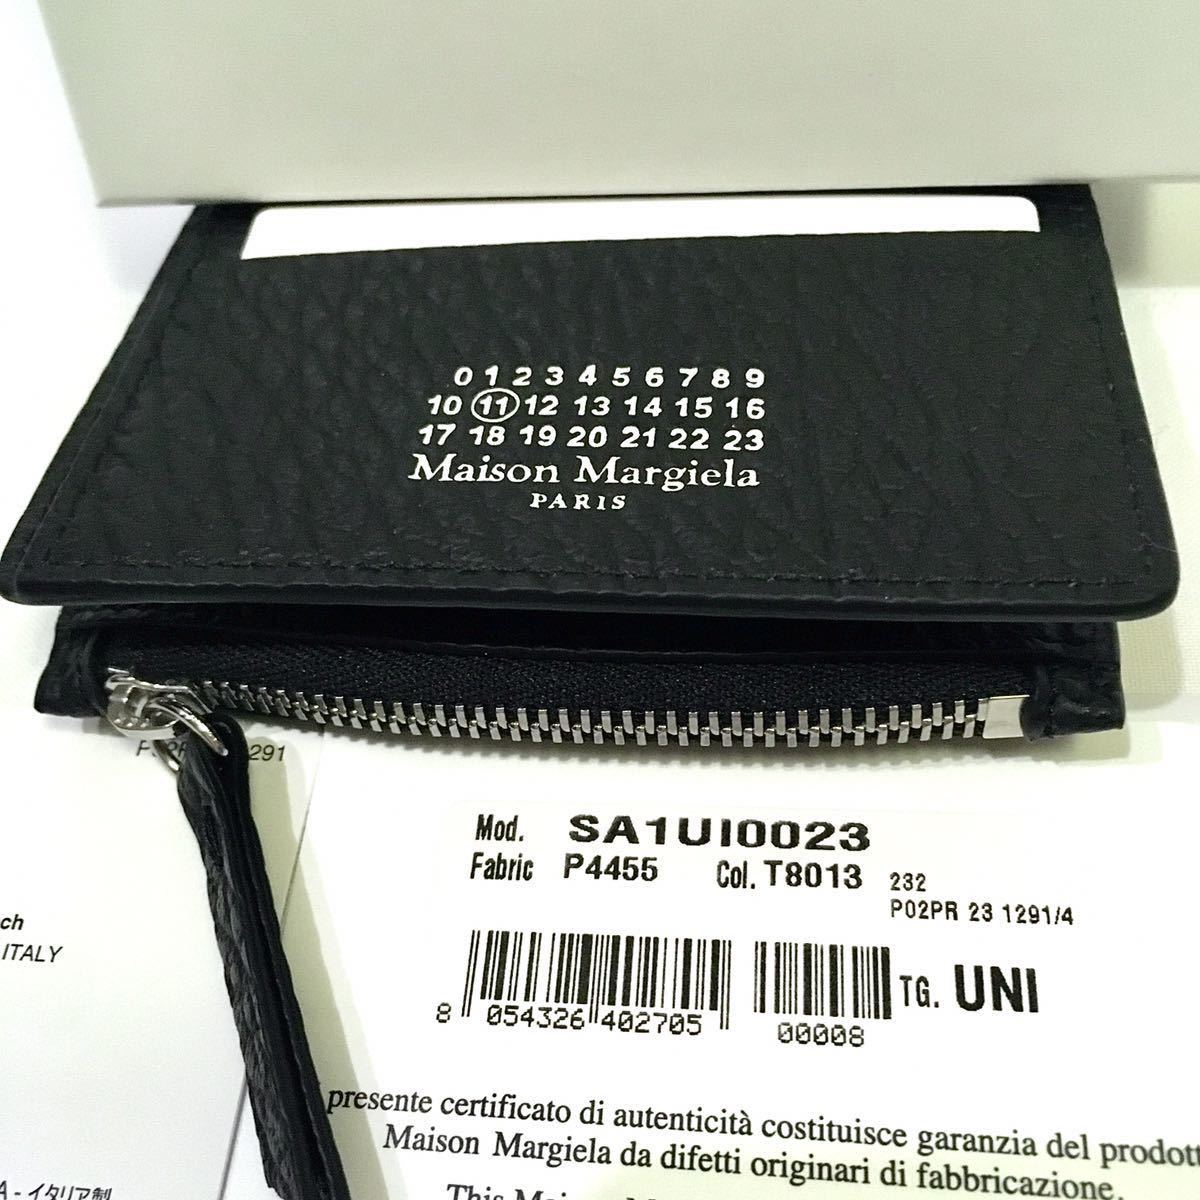 0 1 2 3 4 5 6 7 8 9
10 11 12 13 14 15 16
17 18 19 20 21 22 23
Maison Margiela
PARIS
291
Mod. SA1UI0023
Fabric P4455 Col. T8013 232
P02PR 23 1291/4
TG. UNI
8 054326 402705 00008
ch
ITALY
presente certificato di autenticità costituisce garanzia del prodott
Maison Margiela da difetti originari di fabbricazione.
This
A - イタリア製